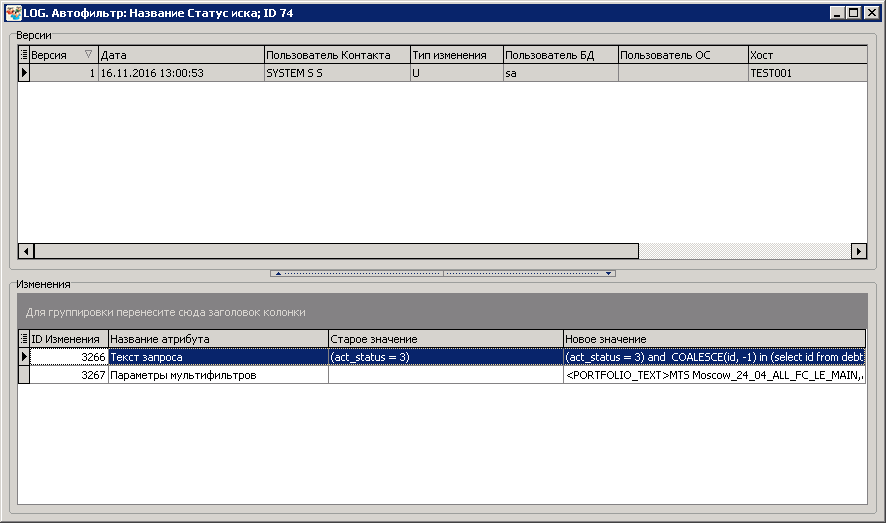 LOG. Автофильтр: Название Статус иска; ID 74
Версии
Версия Дата Пользователь Контакта Тип изменения Пользователь БД Пользователь ОС Хост
1 16.11.2016 13:00:53 SYSTEM S S U sa TEST001
Изменения
Для группировки перенесите сюда заголовок колонки
ID Изменения Название атрибута Старое значение Новое значение
3266 Текст запроса (act_status = 3) (act_status = 3) and COALESCE(id, -1) in (select id from debt
3267 Параметры мультифильтров <PORTFOLIO_TEXT>MTS Moscow_24_04_ALL_FC_LE_MAIN,